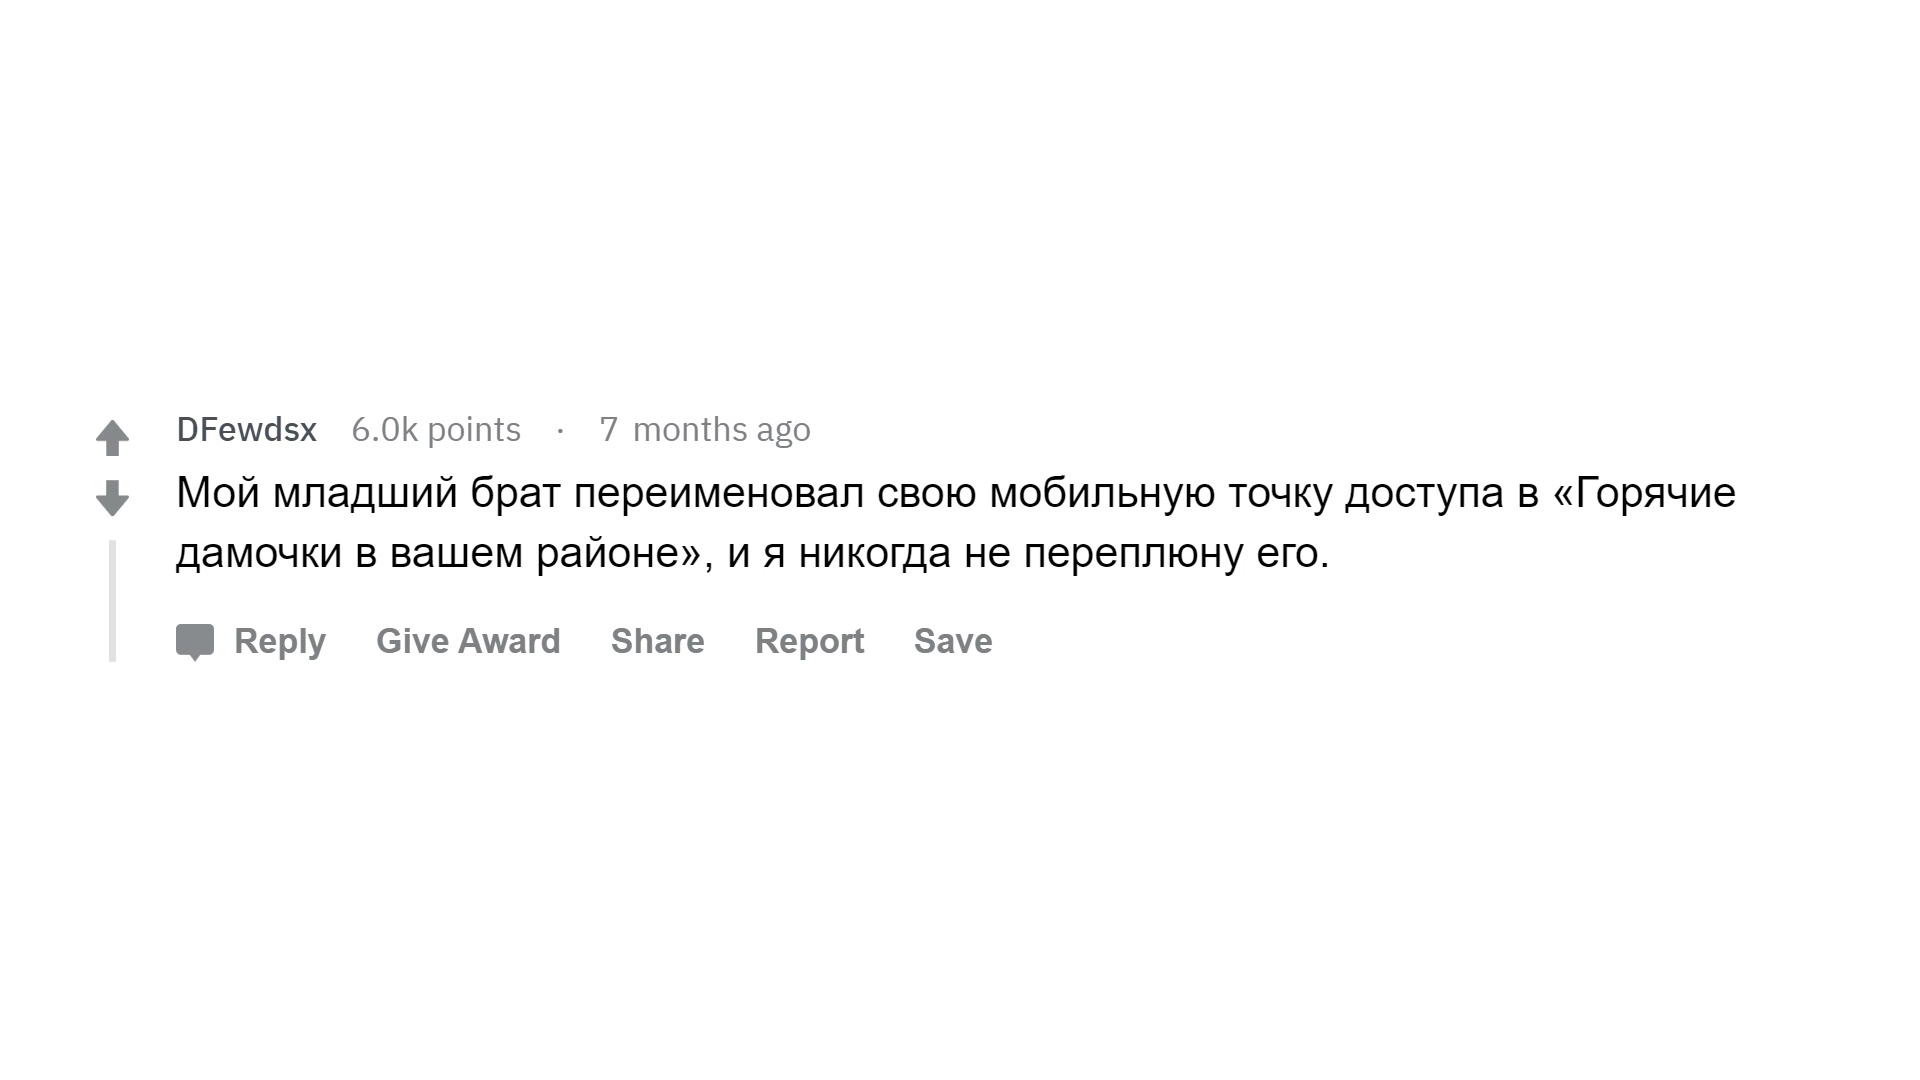 DFewdsx 6.0k points · 7 months ago
Мой младший брат переименовал свою мобильную точку доступа в «Горячие
дамочки в вашем районе», и я никогда не переплюну его.
Reply Give Award Share Report Save